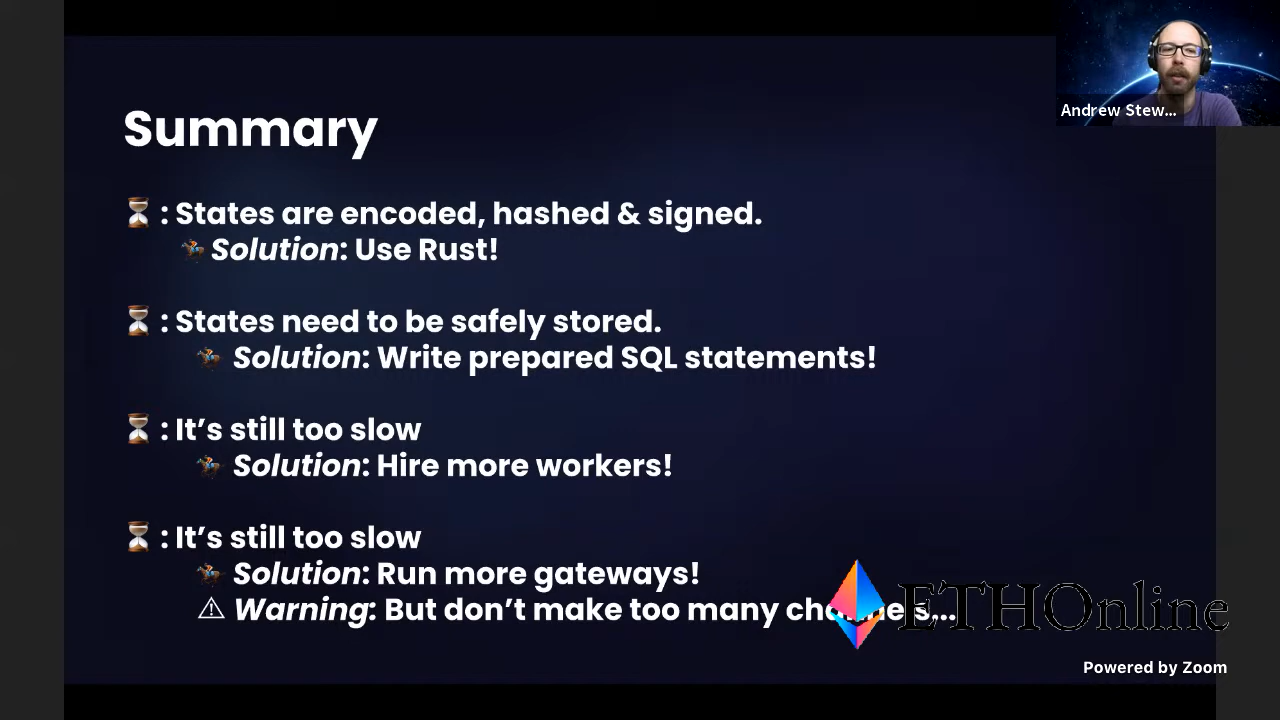 Summary
⏳ : States are encoded, hashed & signed.
🏇 Solution: Use Rust!
⏳ : States need to be safely stored.
🏇 Solution: Write prepared SQL statements!
⏳ : It’s still too slow
🏇 Solution: Hire more workers!
⏳ : It’s still too slow
🏇 Solution: Run more gateways!
⚠ Warning: But don’t make too many channels...
Andrew Stew...
ETHOnline
Powered by Zoom